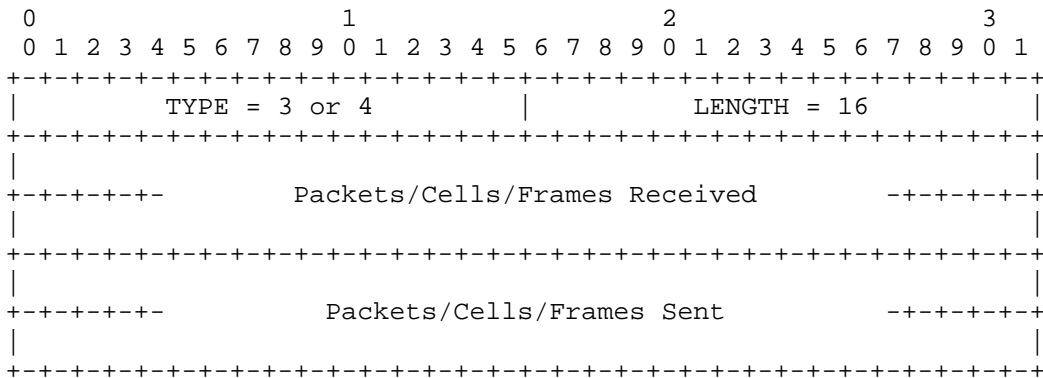 0                   1                   2                   3
 0 1 2 3 4 5 6 7 8 9 0 1 2 3 4 5 6 7 8 9 0 1 2 3 4 5 6 7 8 9 0 1
+-+-+-+-+-+-+-+-+-+-+-+-+-+-+-+-+-+-+-+-+-+-+-+-+-+-+-+-+-+-+-+-+
|         TYPE = 3 or 4         |          LENGTH = 16          |
+-+-+-+-+-+-+-+-+-+-+-+-+-+-+-+-+-+-+-+-+-+-+-+-+-+-+-+-+-+-+-+-+
|                                                               |
+-+-+-+-+-        Packets/Cells/Frames Received        -+-+-+-+-+
|                                                               |
+-+-+-+-+-+-+-+-+-+-+-+-+-+-+-+-+-+-+-+-+-+-+-+-+-+-+-+-+-+-+-+-+
|                                                               |
+-+-+-+-+-          Packets/Cells/Frames Sent          -+-+-+-+-+
|                                                               |
+-+-+-+-+-+-+-+-+-+-+-+-+-+-+-+-+-+-+-+-+-+-+-+-+-+-+-+-+-+-+-+-+